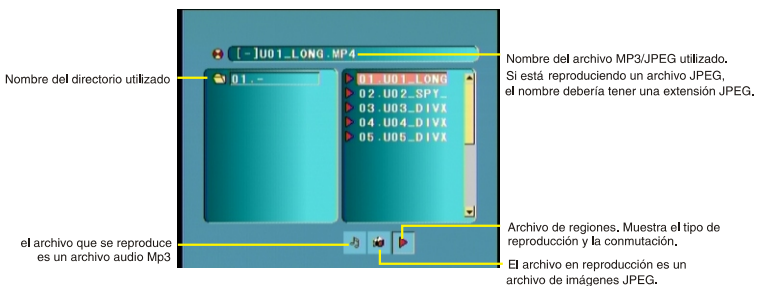 [-]U01_LONG.MP4
Nombre del archivo MP3/JPEG utilizado.
Si está reproduciendo un archivo JPEG,
el nombre debería tener una extensión JPEG.
Nombre del directorio utilizado
01.-
01.U01_LONG
02.U02_SPY_
03.U03_DIVX
04.U04_DIVX
05.U05_DIVX
el archivo que se reproduce
es un archivo audio Mp3
Archivo de regiones. Muestra el tipo de
reproducción y la conmutación.
El archivo en reproducción es un
archivo de imágenes JPEG.